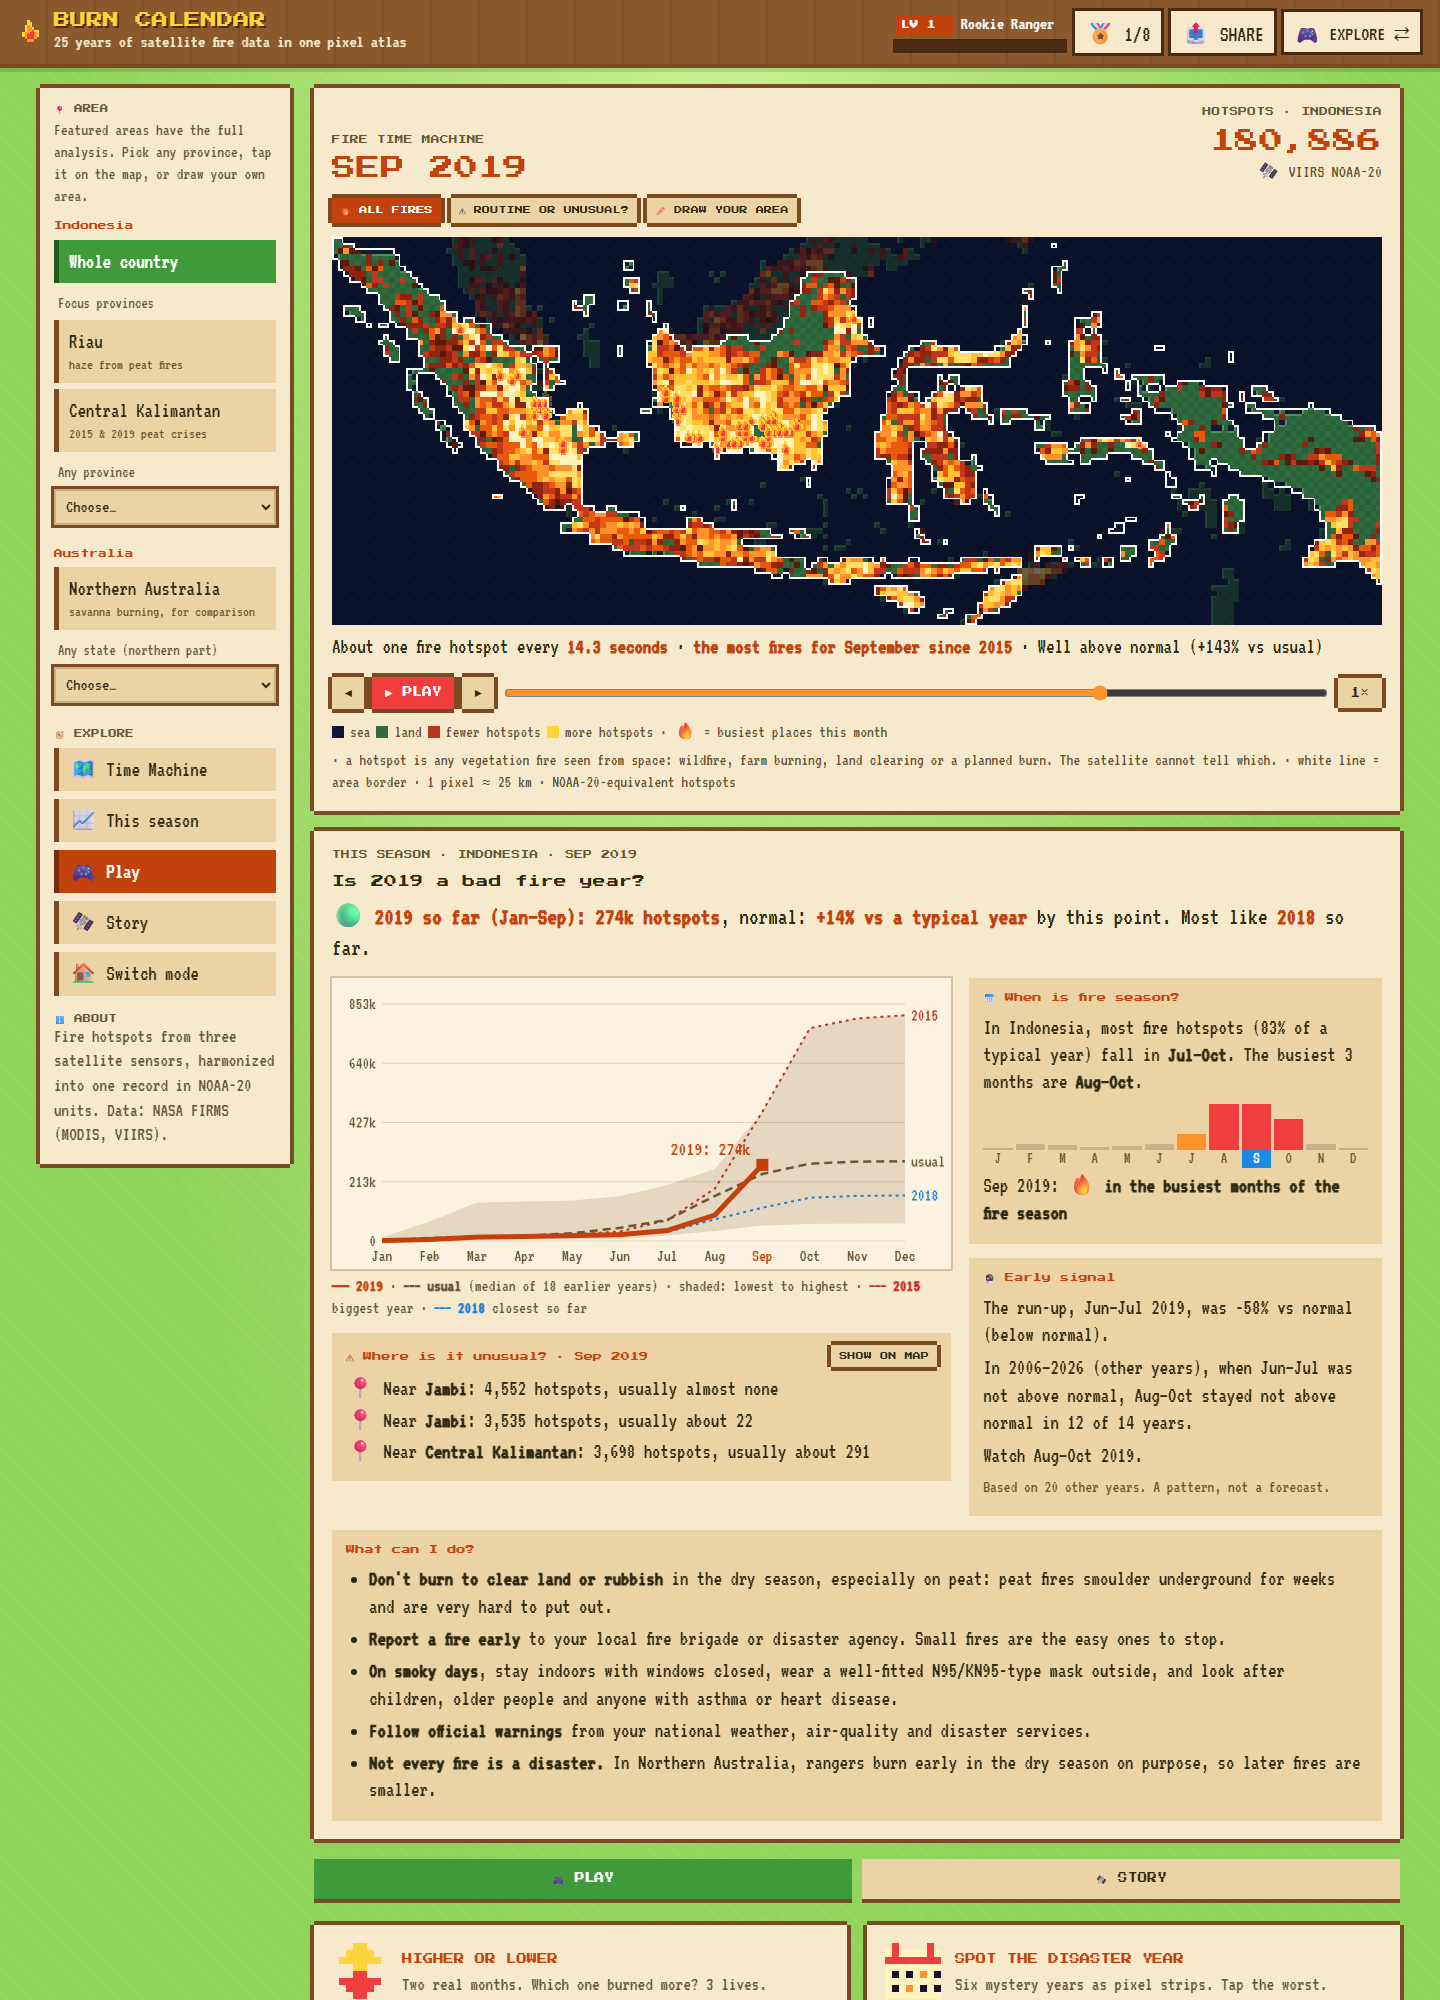 BURN CALENDAR
25 years of satellite fire data in one pixel atlas
LV 1 Rookie Ranger
1/8
SHARE
EXPLORE ⇄
AREA
Featured areas have the full
analysis. Pick any province, tap
it on the map, or draw your own
area.
Indonesia
Whole country
Focus provinces
Riau
haze from peat fires
Central Kalimantan
2015 & 2019 peat crises
Any province
Choose…
Australia
Northern Australia
savanna burning, for comparison
Any state (northern part)
Choose…
EXPLORE
Time Machine
This season
Play
Story
Switch mode
ABOUT
Fire hotspots from three
satellite sensors, harmonized
into one record in NOAA-20
units. Data: NASA FIRMS
(MODIS, VIIRS).
FIRE TIME MACHINE
SEP 2019
HOTSPOTS · INDONESIA
180,886
VIIRS NOAA-20
ALL FIRES
ROUTINE OR UNUSUAL?
DRAW YOUR AREA
About one fire hotspot every 14.3 seconds · the most fires for September since 2015 · Well above normal (+143% vs usual)
◀ ▶ PLAY ▶
1×
sea land fewer hotspots more hotspots · = busiest places this month
· a hotspot is any vegetation fire seen from space: wildfire, farm burning, land clearing or a planned burn. The satellite cannot tell which. · white line =
area border · 1 pixel ≈ 25 km · NOAA-20-equivalent hotspots
THIS SEASON · INDONESIA · SEP 2019
Is 2019 a bad fire year?
2019 so far (Jan–Sep): 274k hotspots, normal: +14% vs a typical year by this point. Most like 2018 so
far.
853k
640k
427k
213k
0
2015
2019: 274k
usual
2018
Jan Feb Mar Apr May Jun Jul Aug Sep Oct Nov Dec
━━ 2019 · --- usual (median of 18 earlier years) · shaded: lowest to highest · --- 2015
biggest year · --- 2018 closest so far
Where is it unusual? · Sep 2019
SHOW ON MAP
Near Jambi: 4,552 hotspots, usually almost none
Near Jambi: 3,535 hotspots, usually about 22
Near Central Kalimantan: 3,698 hotspots, usually about 291
When is fire season?
In Indonesia, most fire hotspots (83% of a
typical year) fall in Jul–Oct. The busiest 3
months are Aug–Oct.
J F M A M J J A S O N D
Sep 2019: in the busiest months of the
fire season
Early signal
The run-up, Jun–Jul 2019, was -58% vs normal
(below normal).
In 2006–2026 (other years), when Jun–Jul was
not above normal, Aug–Oct stayed not above
normal in 12 of 14 years.
Watch Aug–Oct 2019.
Based on 20 other years. A pattern, not a forecast.
What can I do?
• Don't burn to clear land or rubbish in the dry season, especially on peat: peat fires smoulder underground for weeks
and are very hard to put out.
• Report a fire early to your local fire brigade or disaster agency. Small fires are the easy ones to stop.
• On smoky days, stay indoors with windows closed, wear a well-fitted N95/KN95-type mask outside, and look after
children, older people and anyone with asthma or heart disease.
• Follow official warnings from your national weather, air-quality and disaster services.
• Not every fire is a disaster. In Northern Australia, rangers burn early in the dry season on purpose, so later fires are
smaller.
PLAY
STORY
HIGHER OR LOWER
Two real months. Which one burned more? 3 lives.
SPOT THE DISASTER YEAR
Six mystery years as pixel strips. Tap the worst.